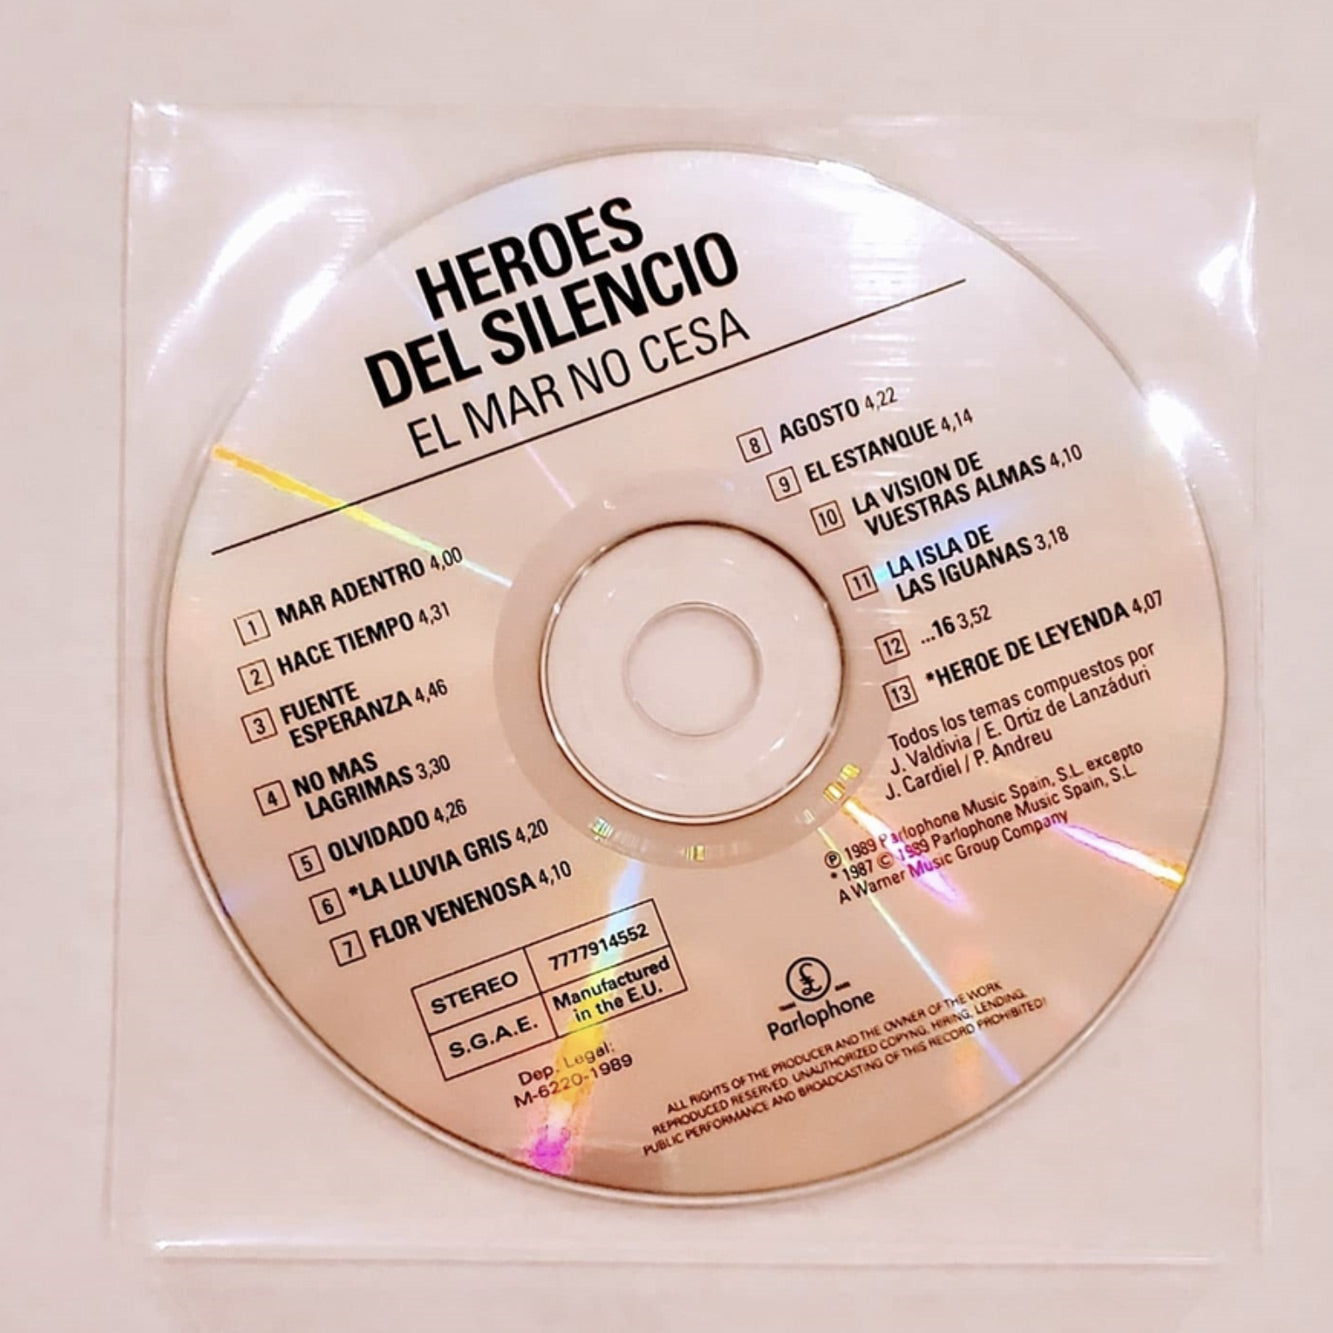 HEROES
DEL SILENCIO
EL MAR NO CESA
1 MAR ADENTRO 4,00
2 HACE TIEMPO 4,31
3 FUENTE
ESPERANZA 4,46
4 NO MAS
LAGRIMAS 3,30
5 OLVIDADO 4,26
6 *LA LLUVIA GRIS 4,20
7 FLOR VENENOSA 4,10
8 AGOSTO 4,22
9 EL ESTANQUE 4,14
10 LA VISION DE
VUESTRAS ALMAS 4,10
11 LA ISLA DE
LAS IGUANAS 3,18
12 ...16 3,52
13 *HEROE DE LEYENDA 4,07
Todos los temas compuestos por
J. Valdivia / E. Ortiz de Lanzáduri
J. Cardiel / P. Andreu
℗ 1989 Parlophone Music Spain, S.L. excepto
* 1987 © 1989 Parlophone Music Spain, S.L.
A Warner Music Group Company
STEREO 7777914552
S.G.A.E. Manufactured
in the E.U.
Dep. Legal:
M-6220-1989
£
Parlophone
ALL RIGHTS OF THE PRODUCER AND THE OWNER OF THE WORK
REPRODUCED RESERVED. UNAUTHORIZED COPYNG, HIRING, LENDING,
PUBLIC PERFORMANCE AND BROADCASTING OF THIS RECORD PROHIBITED!